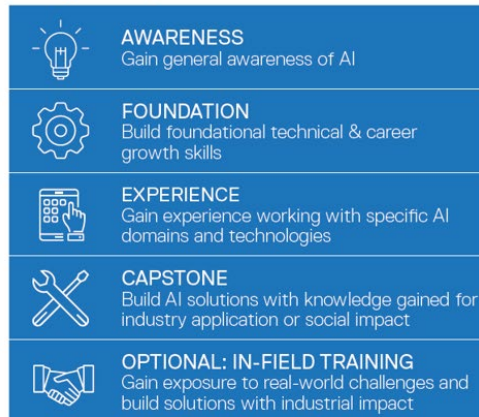 AWARENESS
Gain general awareness of AI
FOUNDATION
Build foundational technical & career
growth skills
EXPERIENCE
Gain experience working with specific AI
domains and technologies
CAPSTONE
Build AI solutions with knowledge gained for
industry application or social impact
OPTIONAL: IN-FIELD TRAINING
Gain exposure to real-world challenges and
build solutions with industrial impact